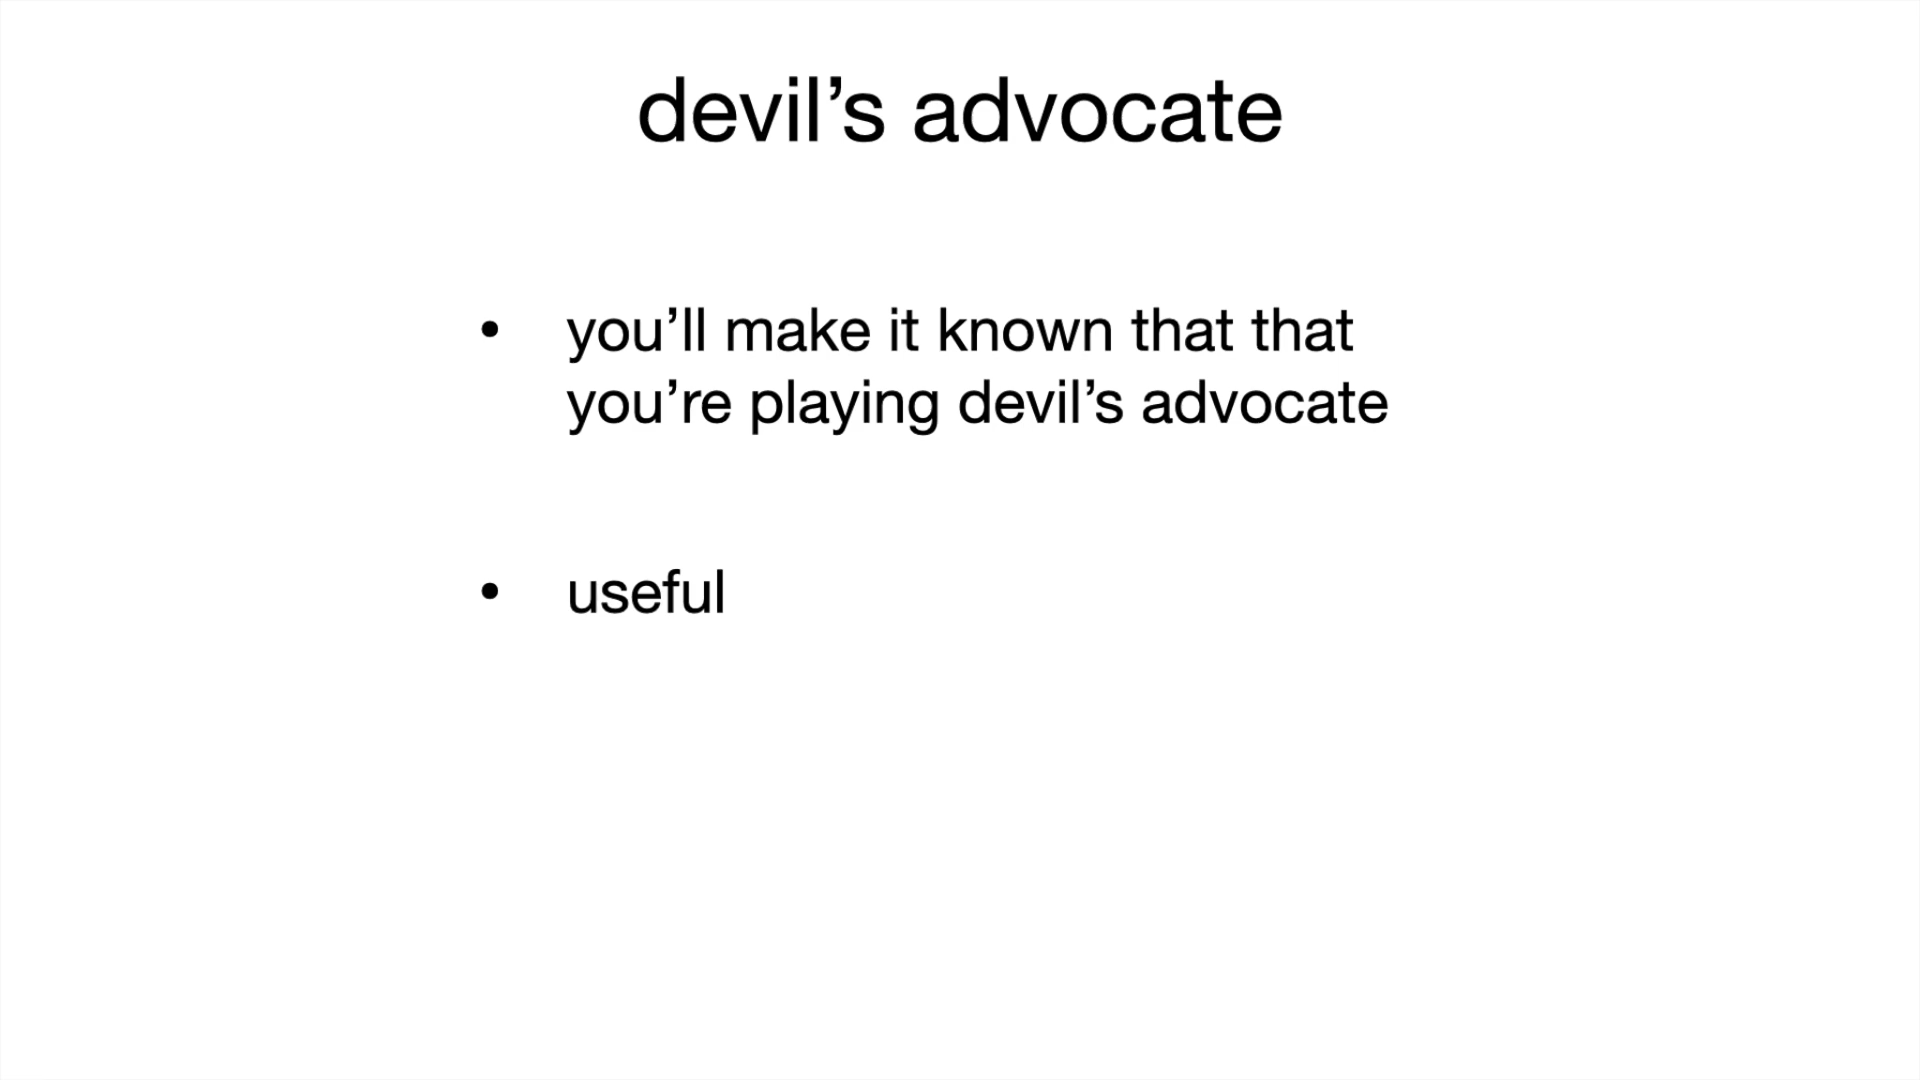 devil’s advocate
• you’ll make it known that that
you’re playing devil’s advocate
• useful